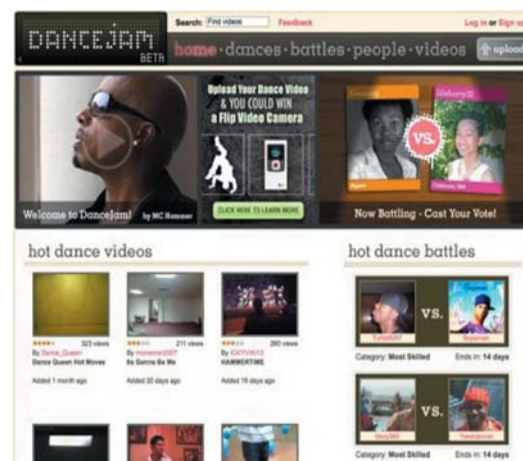 DANCEJAM
BETA
Search: Find videos Feedback Log in or Sign up
home · dances · battles · people · videos upload
Upload Your Dance Video
& YOU COULD WIN
a Flip Video Camera
CLICK HERE TO LEARN MORE
Welcome to DanceJam! by MC Hammer
VS.
Now Battling - Cast Your Vote!
hot dance videos
323 views
By Dance_Queen
Dance Queen Hot Moves
Added 1 month ago
211 views
Its Gonna Be Me
Added 20 days ago
260 views
HAMMERTIME
Added 18 days ago
hot dance battles
VS.
Category: Most Skilled Ends in: 14 days
VS.
Category: Most Skilled Ends in: 14 days